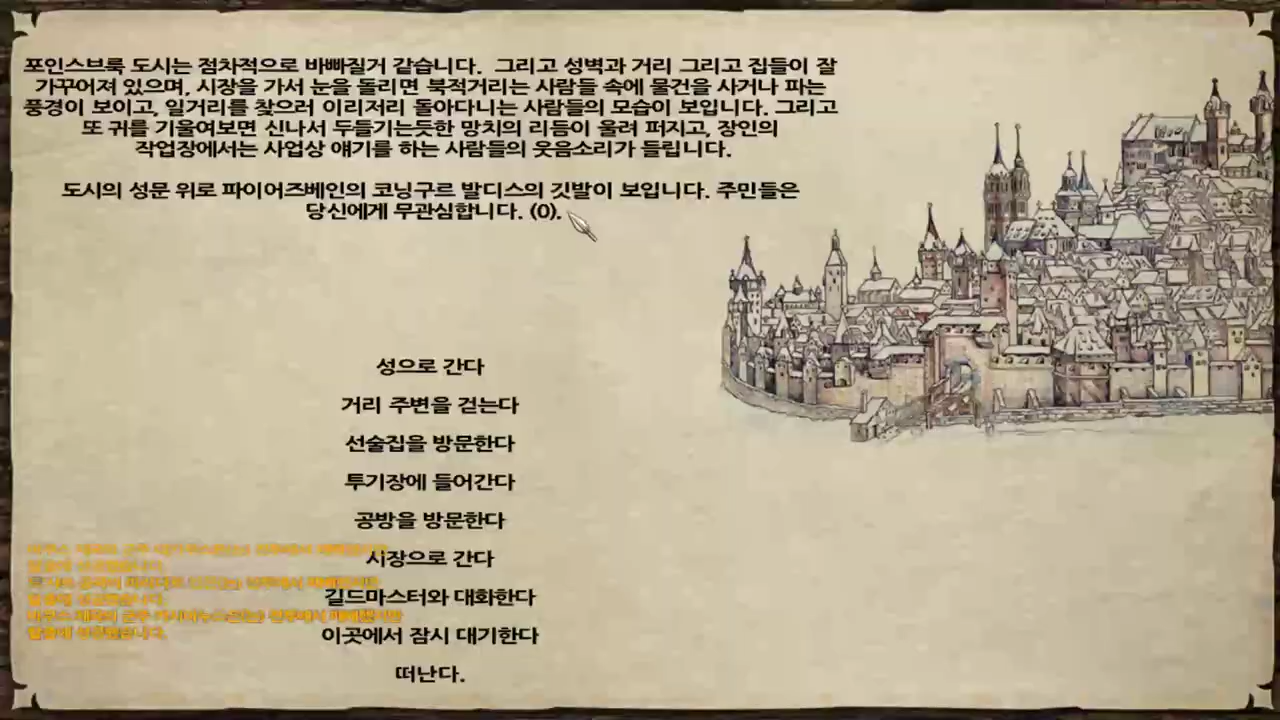 포인스브룩 도시는 점차적으로 바빠질거 같습니다. 그리고 성벽과 거리 그리고 집들이 잘
가꾸어져 있으며, 시장을 가서 눈을 돌리면 북적거리는 사람들 속에 물건을 사거나 파는
풍경이 보이고, 일거리를 찾으러 이리저리 돌아다니는 사람들의 모습이 보입니다. 그리고
또 귀를 기울여보면 신나서 두들기는듯한 망치의 리듬이 울려 퍼지고, 장인의
작업장에서는 사업상 얘기를 하는 사람들의 웃음소리가 들립니다.
도시의 성문 위로 파이어즈베인의 코닝구르 발디스의 깃발이 보입니다. 주민들은
당신에게 무관심합니다. (0).
성으로 간다
거리 주변을 걷는다
선술집을 방문한다
투기장에 들어간다
공방을 방문한다
시장으로 간다
길드마스터와 대화한다
이곳에서 잠시 대기한다
떠난다.